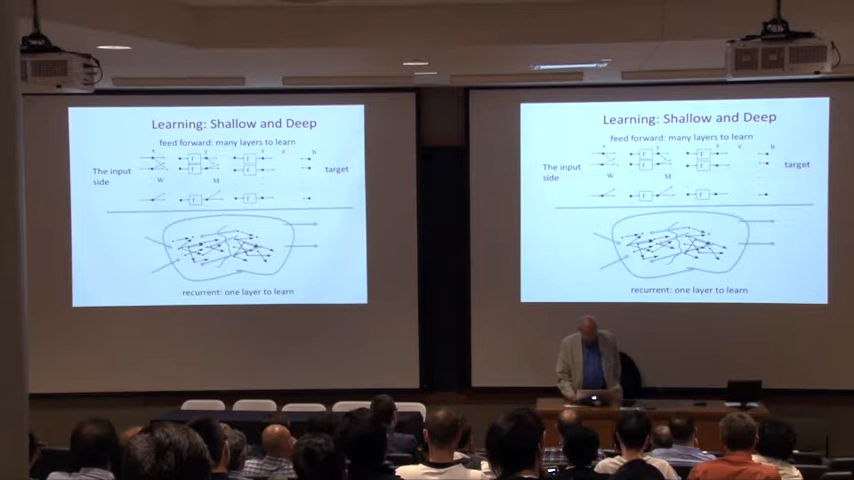 Learning: Shallow and Deep
feed forward: many layers to learn
The input
side
W
M
target
recurrent: one layer to learn
Learning: Shallow and Deep
feed forward: many layers to learn
The input
side
W
M
target
recurrent: one layer to learn